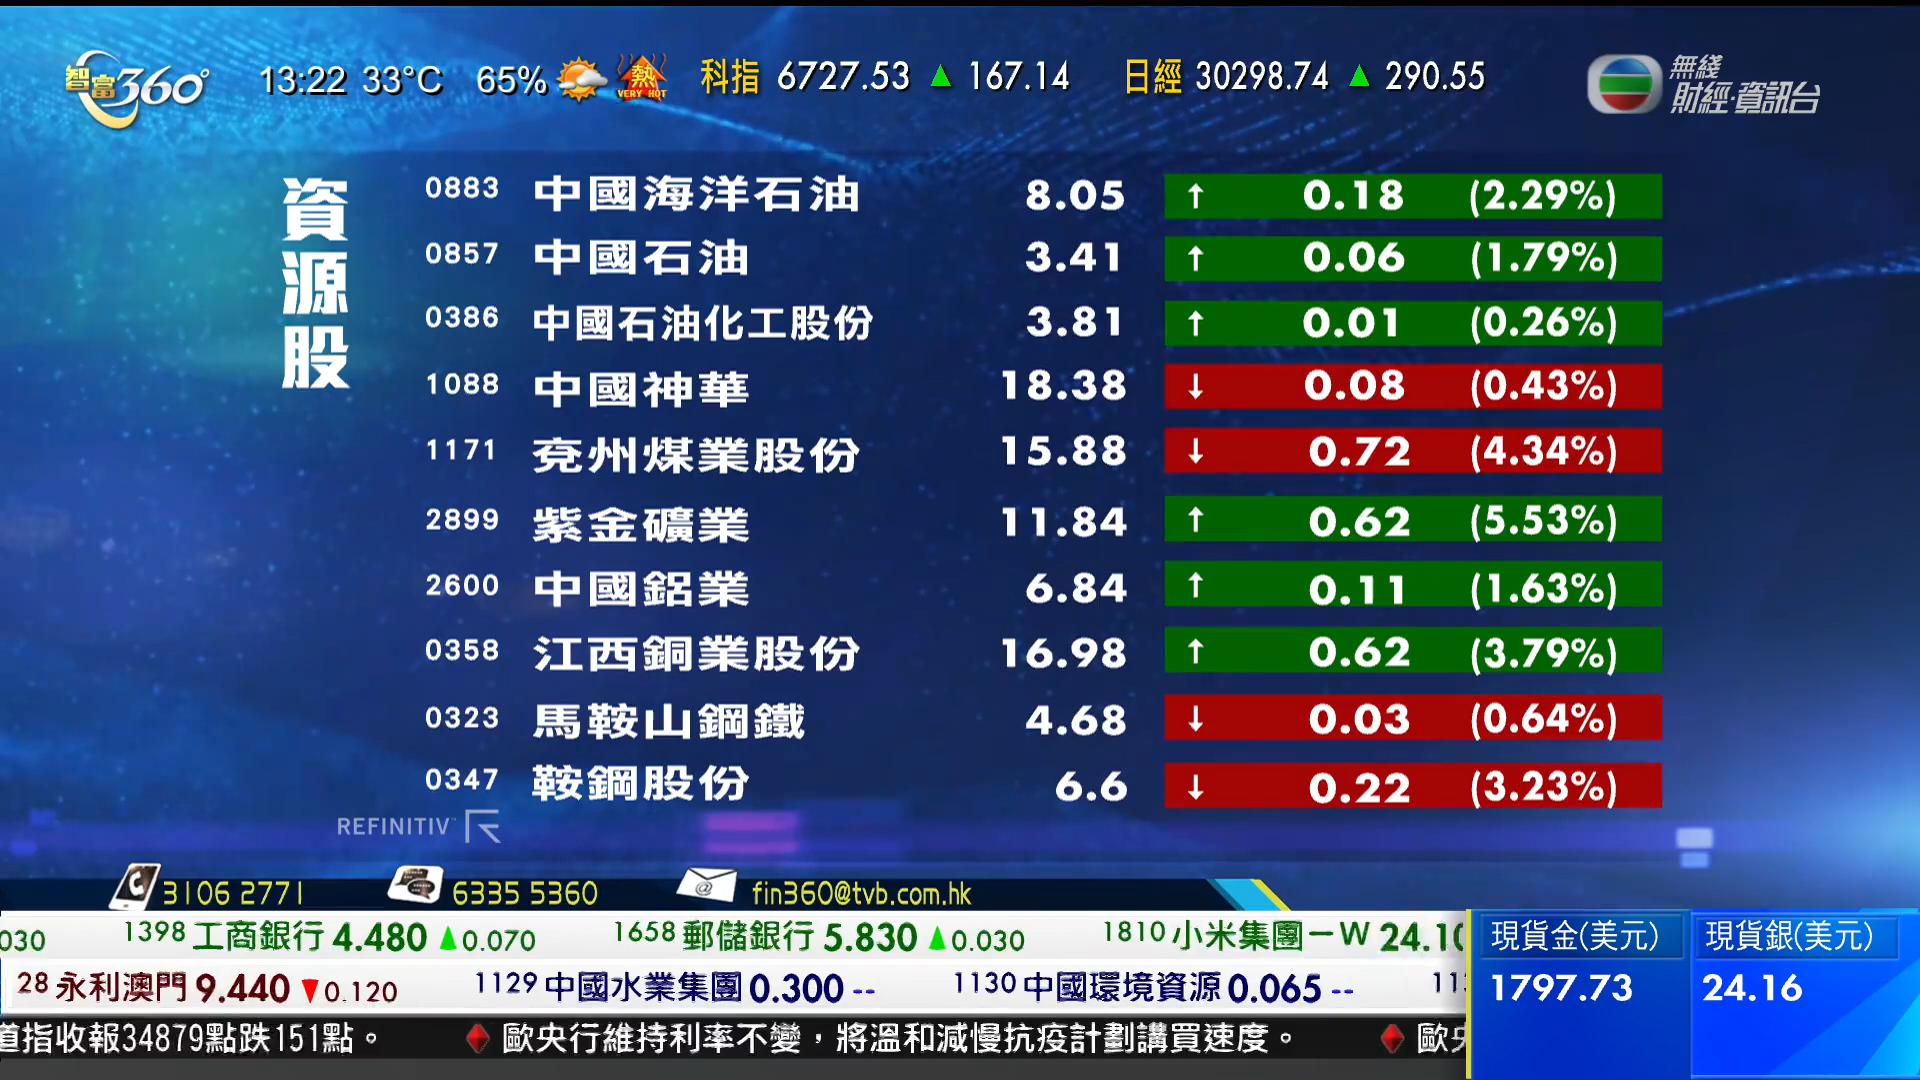 智富360°
13:22 33°C 65% 熱 VERY HOT 科指 6727.53 ▲ 167.14 日經 30298.74 ▲ 290.55
無綫
財經·資訊台
資源股
0883 中國海洋石油 8.05 ↑ 0.18 (2.29%)
0857 中國石油 3.41 ↑ 0.06 (1.79%)
0386 中國石油化工股份 3.81 ↑ 0.01 (0.26%)
1088 中國神華 18.38 ↓ 0.08 (0.43%)
1171 兗州煤業股份 15.88 ↓ 0.72 (4.34%)
2899 紫金礦業 11.84 ↑ 0.62 (5.53%)
2600 中國鋁業 6.84 ↑ 0.11 (1.63%)
0358 江西銅業股份 16.98 ↑ 0.62 (3.79%)
0323 馬鞍山鋼鐵 4.68 ↓ 0.03 (0.64%)
0347 鞍鋼股份 6.6 ↓ 0.22 (3.23%)
REFINITIV
3106 2771 6335 5360 fin360@tvb.com.hk
030 1398 工商銀行 4.480 ▲ 0.070 1658 郵儲銀行 5.830 ▲ 0.030 1810 小米集團－W 24.10
28 永利澳門 9.440 ▼ 0.120 1129 中國水業集團 0.300 -- 1130 中國環境資源 0.065 -- 113
道指收報34879點跌151點。 ◆ 歐央行維持利率不變，將溫和減慢抗疫計劃購買速度。 ◆ 歐央
現貨金(美元) 現貨銀(美元)
1797.73 24.16